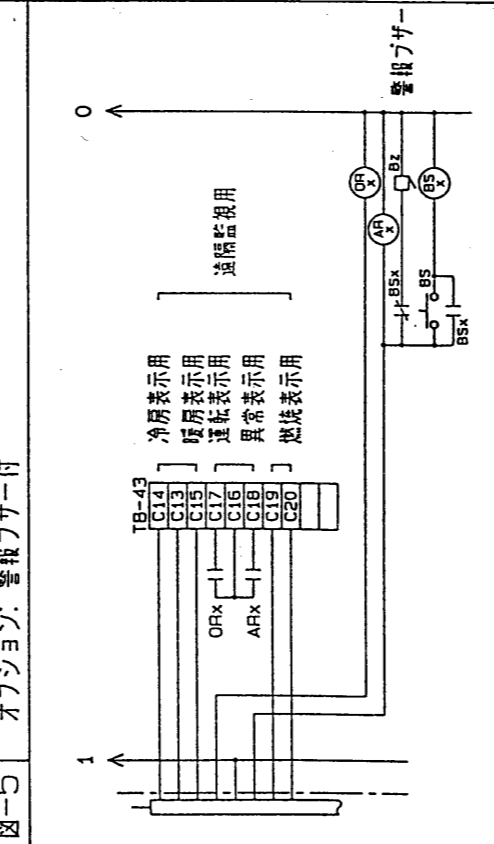 図-5
オプション: 警報ブザー付
1
0
TB-43
C14
C13
C15
C17
C16
C18
C19
C20
冷房表示用
暖房表示用
運転表示用
異常表示用
燃焼表示用
遠隔監視用
ORx
ARx
OR
x
AR
x
BSx
Bz
警報ブザー
BS
BS
x
BSx